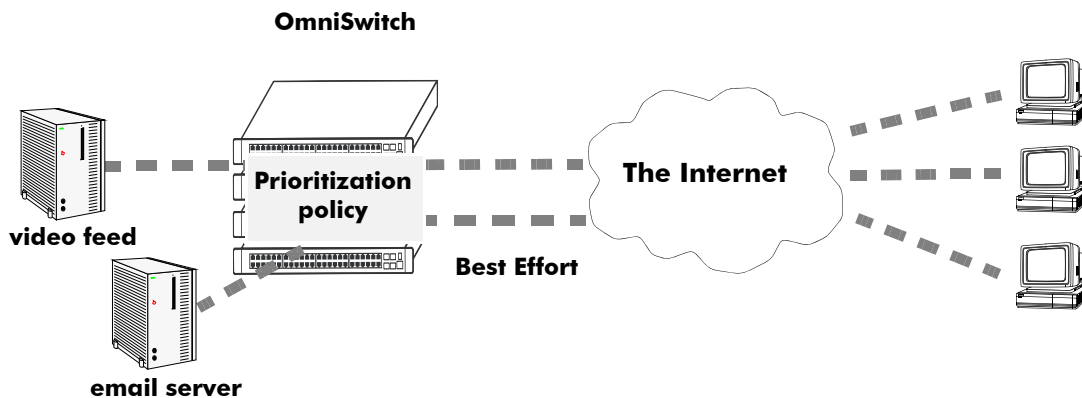 OmniSwitch
Prioritization
policy
The Internet
video feed
Best Effort
email server